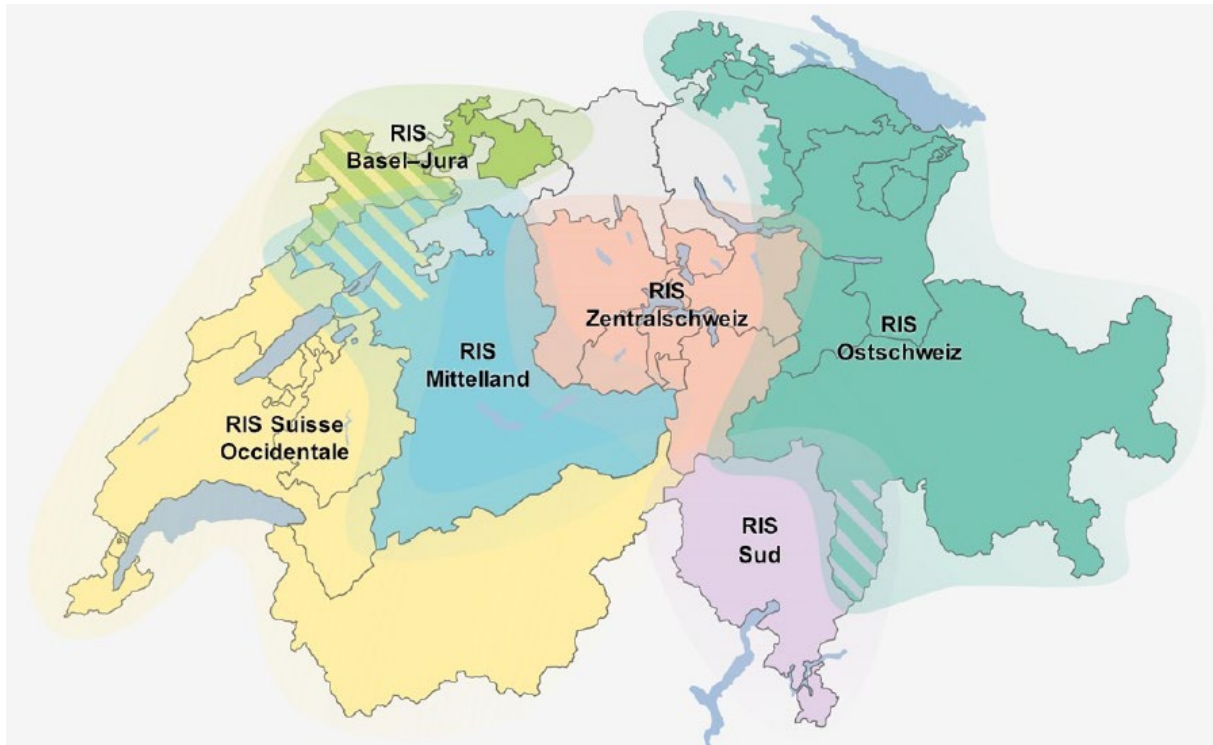 RIS
Basel–Jura
RIS
Zentralschweiz
RIS
Ostschweiz
RIS
Mittelland
RIS Suisse
Occidentale
RIS
Sud